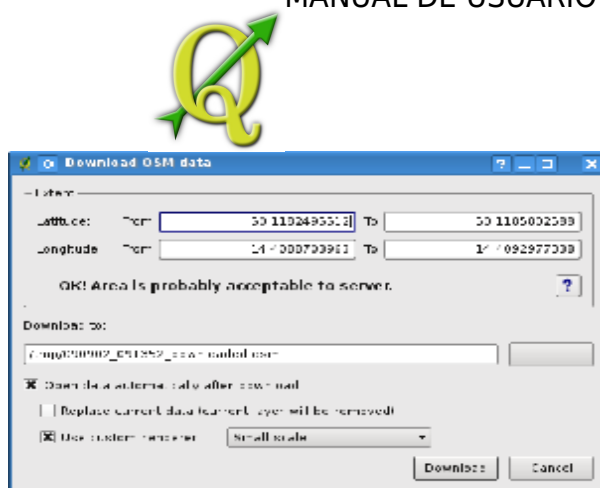 MANUAL DE USUARIO
Download OSM data
Extent
Latitude: From To
Longitude From To
OK! Area is probably acceptable to server.
Download to:
Open data automatically after download
Replace current data (current layer will be removed)
Use custom renderer Small scale
Download Cancel